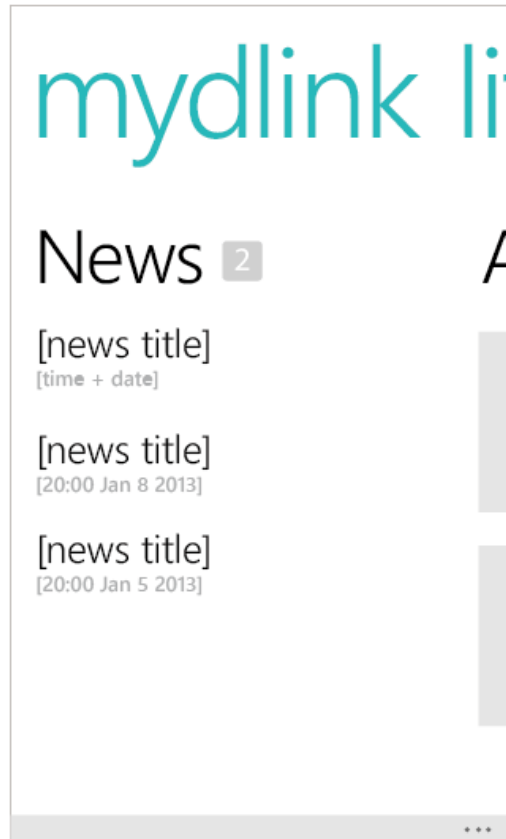 mydlink li
News 2
[news title]
[time + date]
[news title]
[20:00 Jan 8 2013]
[news title]
[20:00 Jan 5 2013]